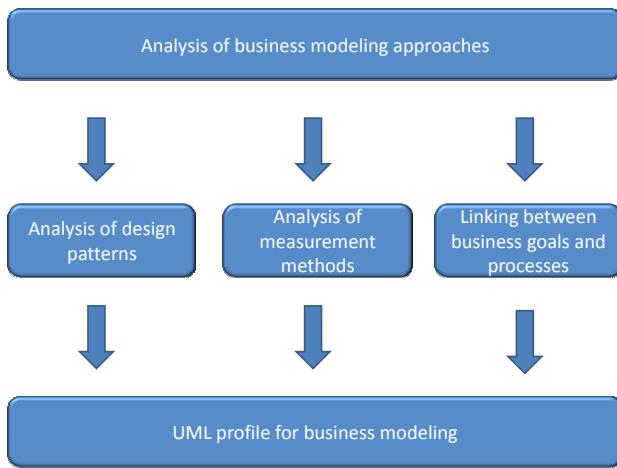 Analysis of business modeling approaches
Analysis of design
patterns
Analysis of
measurement
methods
Linking between
business goals and
processes
UML profile for business modeling